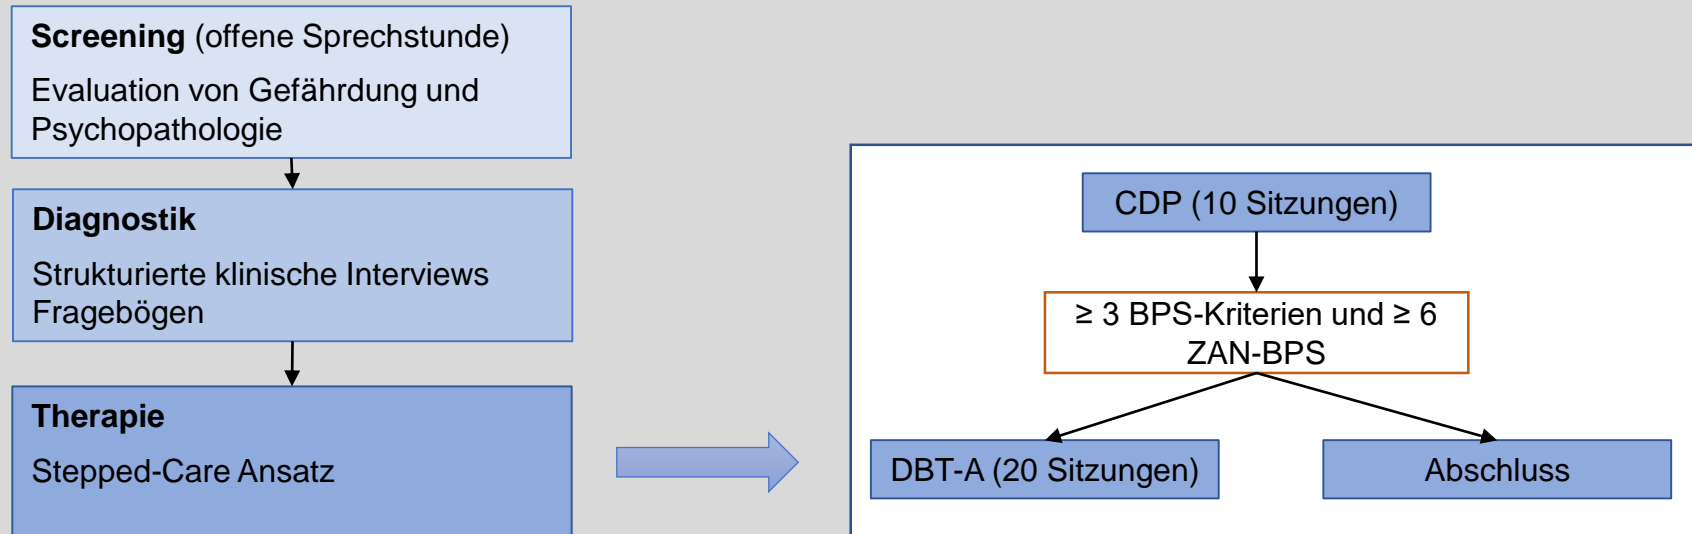 Screening (offene Sprechstunde)
Evaluation von Gefährdung und
Psychopathologie
Diagnostik
Strukturierte klinische Interviews
Fragebögen
Therapie
Stepped-Care Ansatz
CDP (10 Sitzungen)
≥ 3 BPS-Kriterien und ≥ 6
ZAN-BPS
DBT-A (20 Sitzungen)
Abschluss